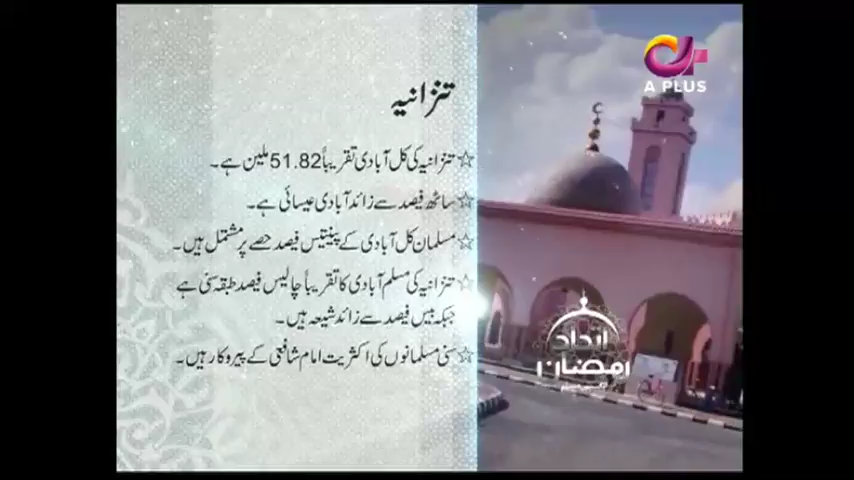 A PLUS
تنزانیہ
☆ تنزانیہ کی کل آبادی تقریباً 51.82 ملین ہے۔
☆ ساٹھ فیصد سے زائد آبادی عیسائی ہے۔
☆ مسلمان کل آبادی کے پینتیس فیصد حصے پر مشتمل ہیں۔
☆ تنزانیہ کی مسلم آبادی کا تقریباً چالیس فیصد طبقہ سنی ہے
جبکہ بیس فیصد سے زائد شیعہ ہیں۔
☆ سنی مسلمانوں کی اکثریت امام شافعی کے پیروکار ہیں۔
رمضان